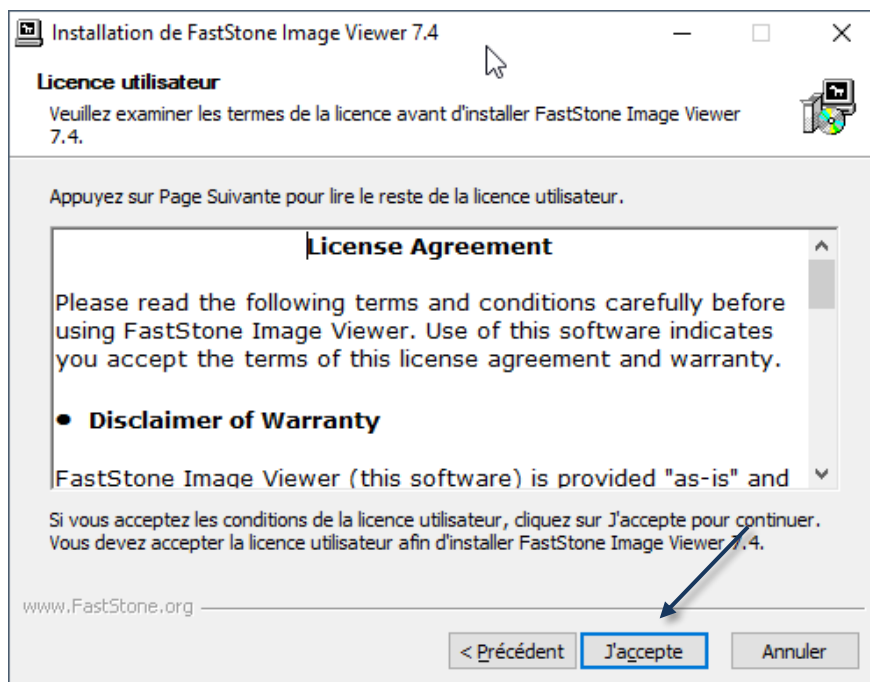 Installation de FastStone Image Viewer 7.4
Licence utilisateur
Veuillez examiner les termes de la licence avant d'installer FastStone Image Viewer
7.4.
Appuyez sur Page Suivante pour lire le reste de la licence utilisateur.
License Agreement
Please read the following terms and conditions carefully before
using FastStone Image Viewer. Use of this software indicates
you accept the terms of this license agreement and warranty.
• Disclaimer of Warranty
FastStone Image Viewer (this software) is provided "as-is" and
Si vous acceptez les conditions de la licence utilisateur, cliquez sur J'accepte pour continuer.
Vous devez accepter la licence utilisateur afin d'installer FastStone Image Viewer 7.4.
www.FastStone.org
< Précédent J'accepte Annuler